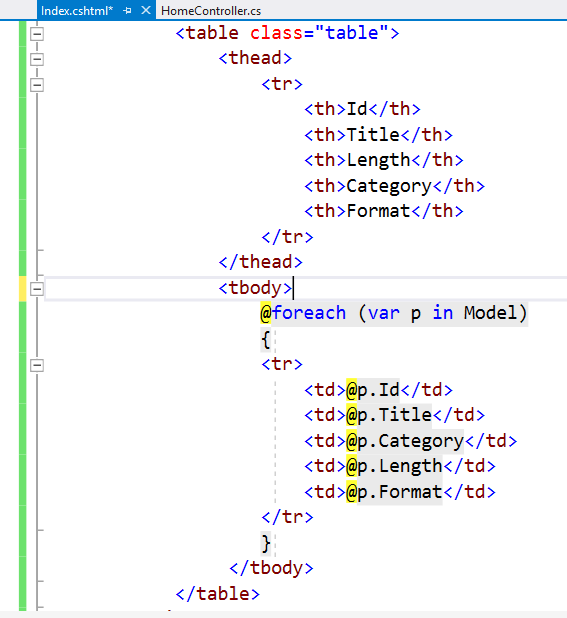 Index.cshtml* HomeController.cs
<table class="table">
<thead>
<tr>
<th>Id</th>
<th>Title</th>
<th>Length</th>
<th>Category</th>
<th>Format</th>
</tr>
</thead>
<tbody>
@foreach (var p in Model)
{
<tr>
<td>@p.Id</td>
<td>@p.Title</td>
<td>@p.Category</td>
<td>@p.Length</td>
<td>@p.Format</td>
</tr>
}
</tbody>
</table>